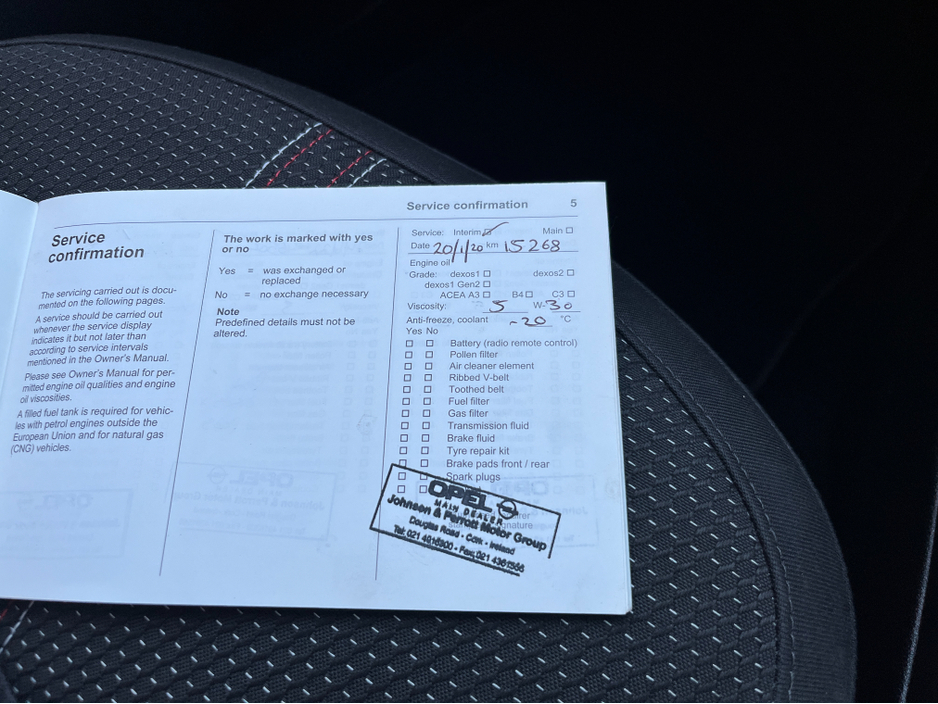 Service confirmation 5
Service
confirmation
The servicing carried out is docu-
mented on the following pages.
A service should be carried out
whenever the service display
indicates it but not later than
according to service intervals
mentioned in the Owner's Manual.
Please see Owner's Manual for per-
mitted engine oil qualities and engine
oil viscosities.
A filled fuel tank is required for vehic-
les with petrol engines outside the
European Union and for natural gas
(CNG) vehicles.
The work is marked with yes
or no
Yes = was exchanged or
replaced
No = no exchange necessary
Note
Predefined details must not be
altered.
Service: Interim Main
Date 20/1/20 km 15268
Engine oil
Grade: dexos1 dexos2
dexos1 Gen2
ACEA A3 B4 C3
Viscosity: 5 W-30
Anti-freeze, coolant -20 °C
Yes No
Battery (radio remote control)
Pollen filter
Air cleaner element
Ribbed V-belt
Toothed belt
Fuel filter
Gas filter
Transmission fluid
Brake fluid
Tyre repair kit
Brake pads front / rear
Spark plugs
OPEL
MAIN DEALER
Johnson & Perrott Motor Group
Douglas Road - Cork - Ireland